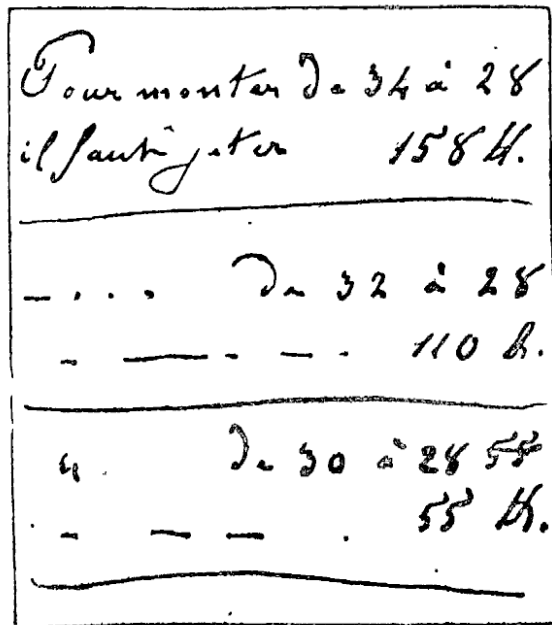 Pour monter de 34 à 28
il faut jeter 158 k.
— . . . de 32 à 28
- — - - . 110 k.
" de 30 à 28 55
- — — . 55 k.